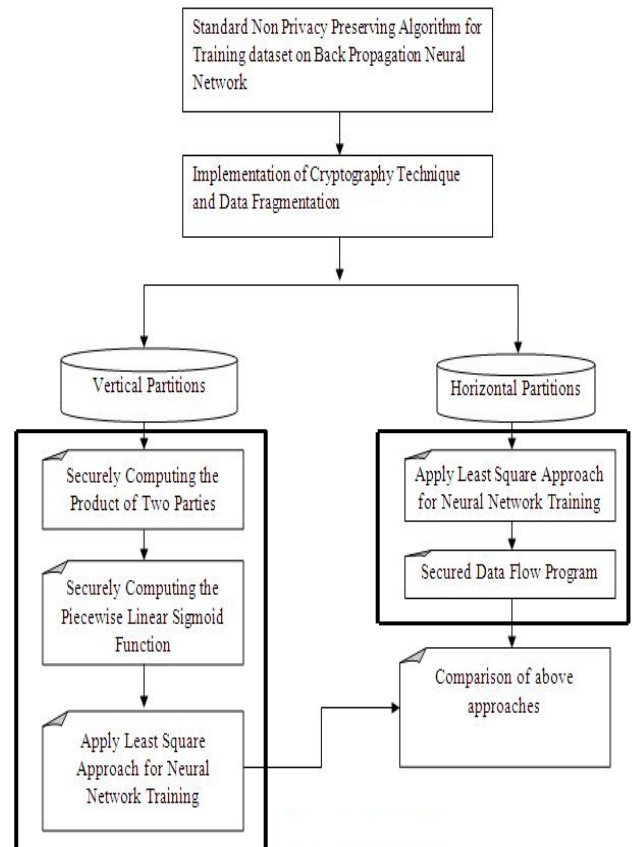 Standard Non Privacy Preserving Algorithm for
Training dataset on Back Propagation Neural
Network
Implementation of Cryptography Technique
and Data Fragmentation
Vertical Partitions
Horizontal Partitions
Securely Computing the
Product of Two Parties
Securely Computing the
Piecewise Linear Sigmoid
Function
Apply Least Square
Approach for Neural
Network Training
Apply Least Square Approach
for Neural Network Training
Secured Data Flow Program
Comparison of above
approaches